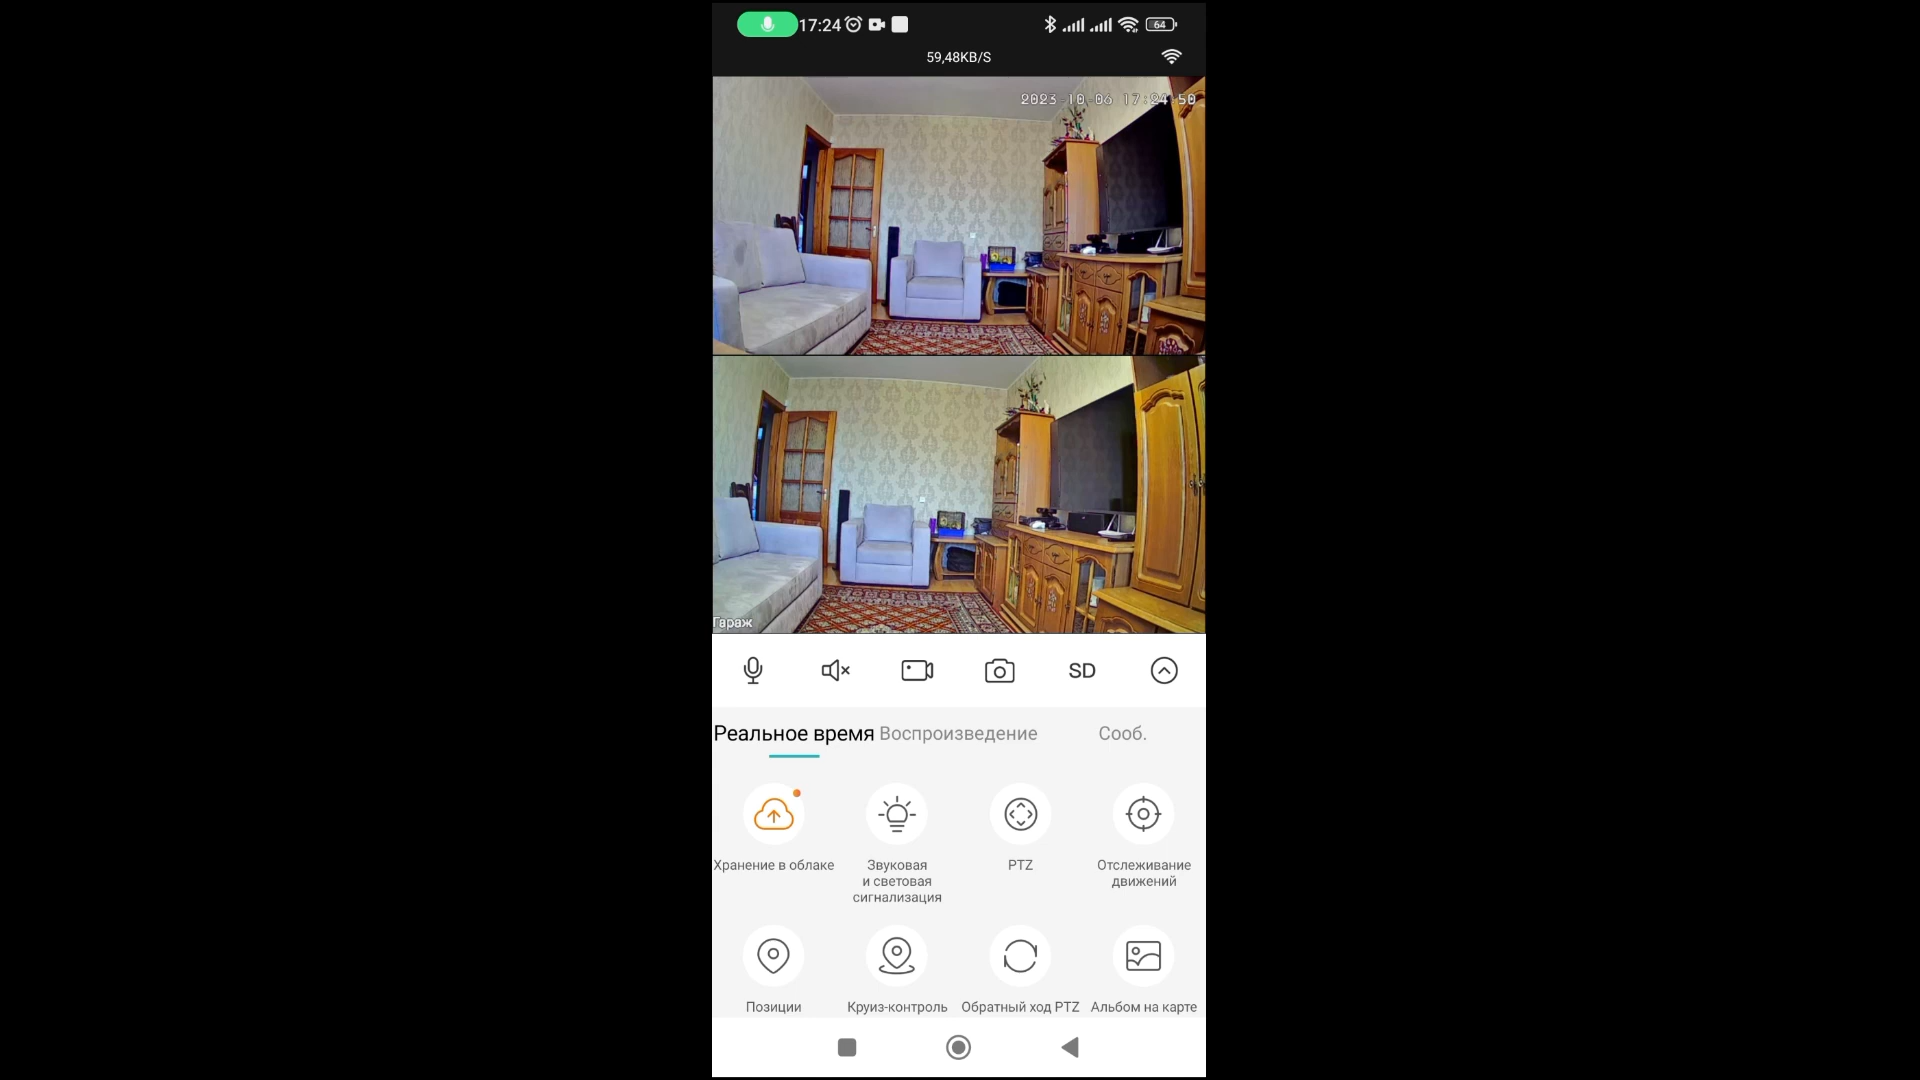 17:24
64
59,48KB/S
2023-10-06 17:24:50
Гараж
SD
Реальное время Воспроизведение Сооб.
Хранение в облаке
Звуковая
и световая
сигнализация
PTZ
Отслеживание
движений
Позиции
Круиз-контроль
Обратный ход PTZ
Альбом на карте